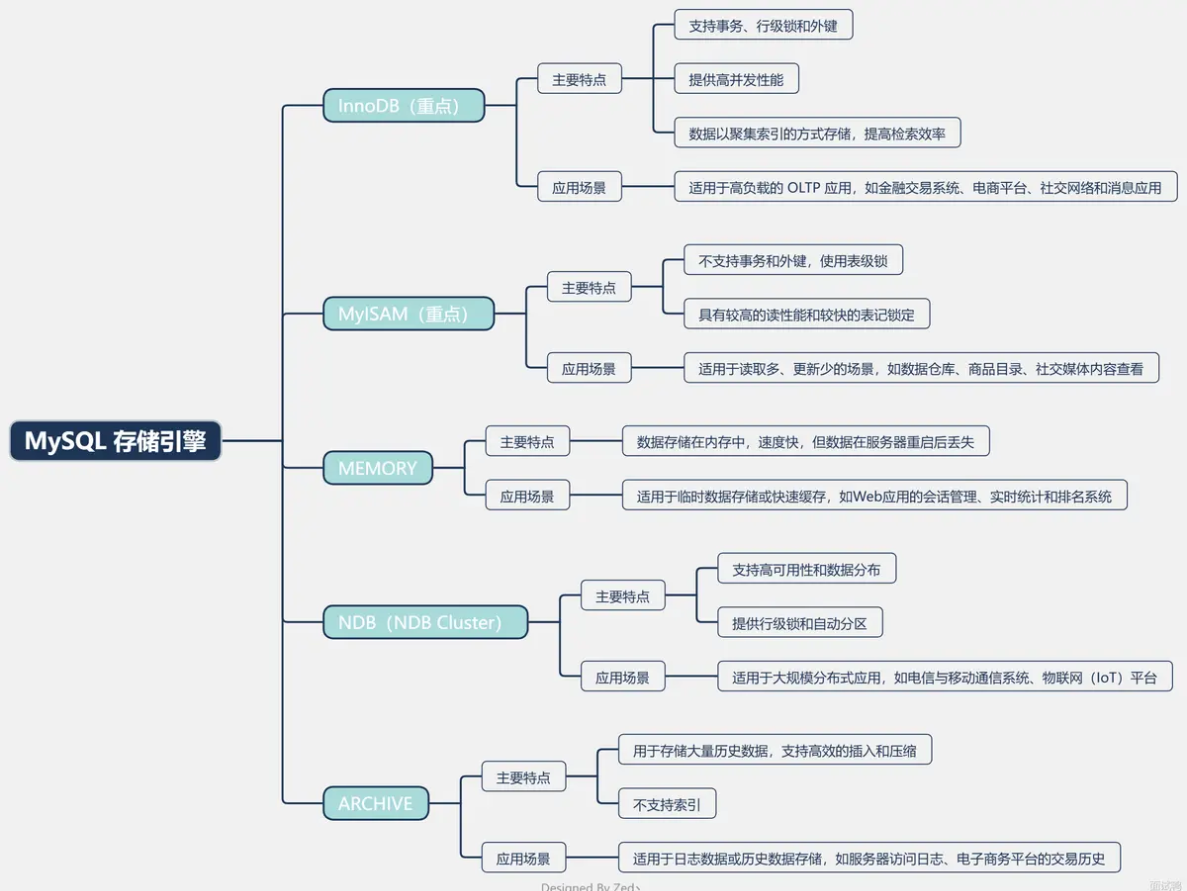 MySQL 存储引擎
InnoDB（重点）
主要特点
支持事务、行级锁和外键
提供高并发性能
数据以聚集索引的方式存储，提高检索效率
应用场景
适用于高负载的 OLTP 应用，如金融交易系统、电商平台、社交网络和消息应用
MyISAM（重点）
主要特点
不支持事务和外键，使用表级锁
具有较高的读性能和较快的表记锁定
应用场景
适用于读取多、更新少的场景，如数据仓库、商品目录、社交媒体内容查看
MEMORY
主要特点
数据存储在内存中，速度快，但数据在服务器重启后丢失
应用场景
适用于临时数据存储或快速缓存，如Web应用的会话管理、实时统计和排名系统
NDB（NDB Cluster）
主要特点
支持高可用性和数据分布
提供行级锁和自动分区
应用场景
适用于大规模分布式应用，如电信与移动通信系统、物联网（IoT）平台
ARCHIVE
主要特点
用于存储大量历史数据，支持高效的插入和压缩
不支持索引
应用场景
适用于日志数据或历史数据存储，如服务器访问日志、电子商务平台的交易历史
Designed By Zed>
面试鸭